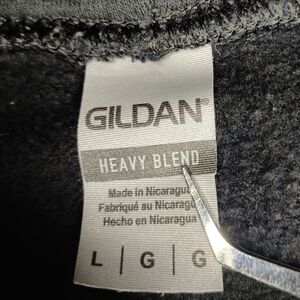 GILDAN®
HEAVY BLEND
Made in Nicaragua
Fabriqué au Nicaragua
Hecho en Nicaragua
L | G | G